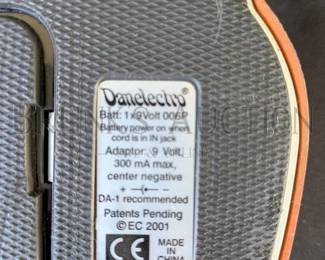 Danelectro®
Batt: 1x9Volt 006P
Battery power on when
cord is in IN jack
Adaptor: 9 Volt,
300 mA max,
center negative
DA-1 recommended
Patents Pending
©EC 2001
CE
MADE
IN
CHINA